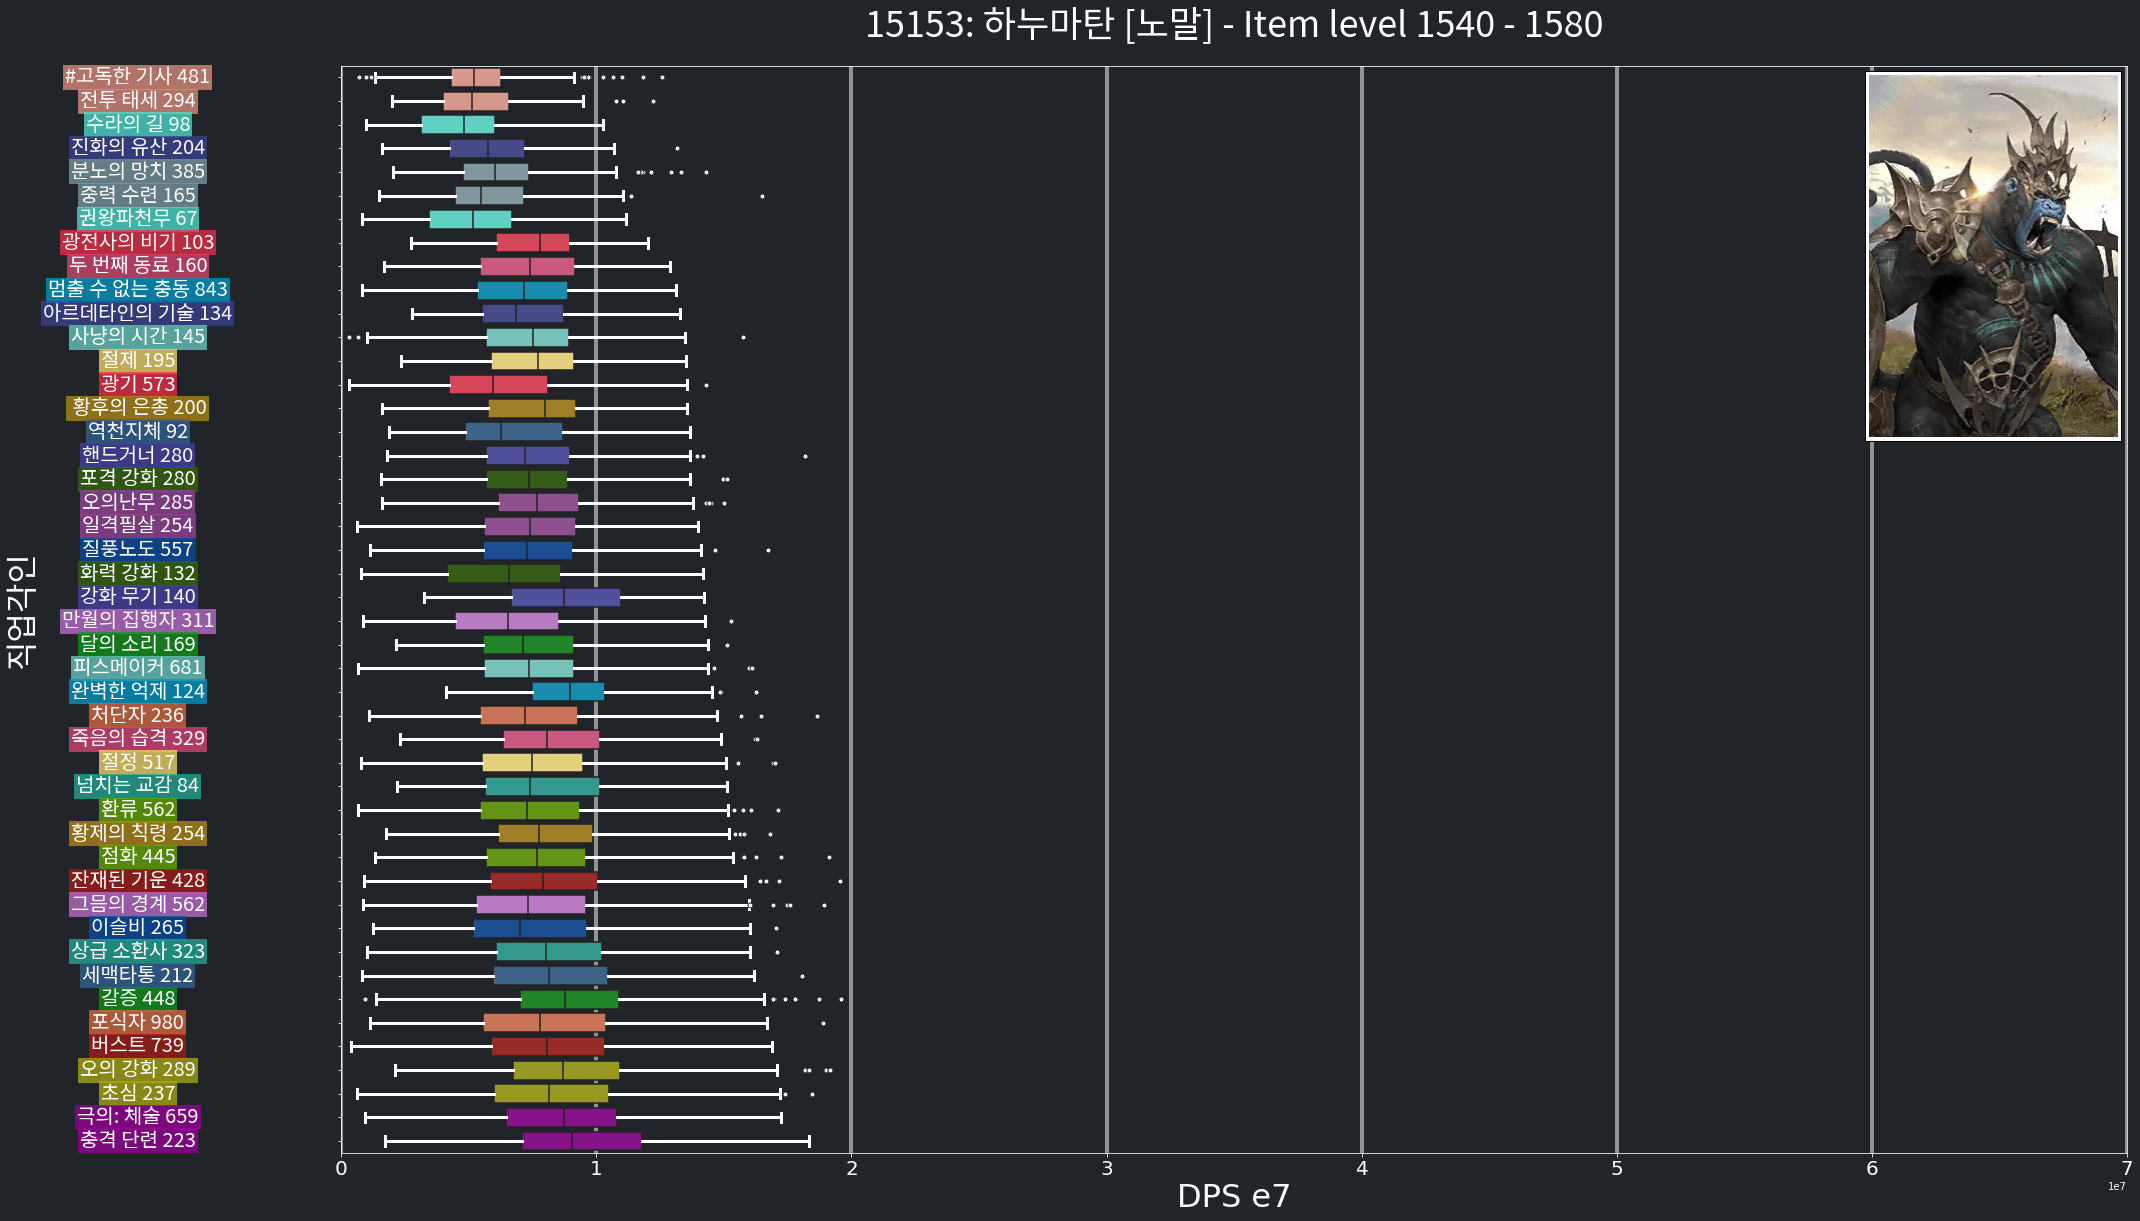 15153: 하누마탄 [노말] - Item level 1540 - 1580
#고독한 기사 481
전투 태세 294
수라의 길 98
진화의 유산 204
분노의 망치 385
중력 수련 165
권왕파천무 67
광전사의 비기 103
두 번째 동료 160
멈출 수 없는 충동 843
아르데타인의 기술 134
사냥의 시간 145
절제 195
광기 573
황후의 은총 200
역천지체 92
핸드거너 280
포격 강화 280
오의난무 285
일격필살 254
질풍노도 557
화력 강화 132
강화 무기 140
만월의 집행자 311
달의 소리 169
피스메이커 681
완벽한 억제 124
처단자 236
죽음의 습격 329
절정 517
넘치는 교감 84
환류 562
황제의 칙령 254
점화 445
잔재된 기운 428
그믐의 경계 562
이슬비 265
상급 소환사 323
세맥타통 212
갈증 448
포식자 980
버스트 739
오의 강화 289
초심 237
극의: 체술 659
충격 단련 223
직업각인
0 1 2 3 4 5 6 7
DPS e7
1e7